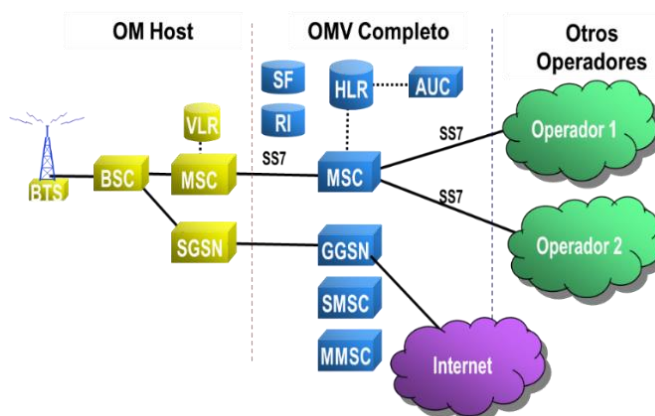 OM Host
OMV Completo
Otros
Operadores
SF
HLR
AUC
VLR
RI
SS7
Operador 1
BTS
BSC
MSC
SS7
MSC
SS7
Operador 2
SGSN
GGSN
SMSC
MMSC
Internet